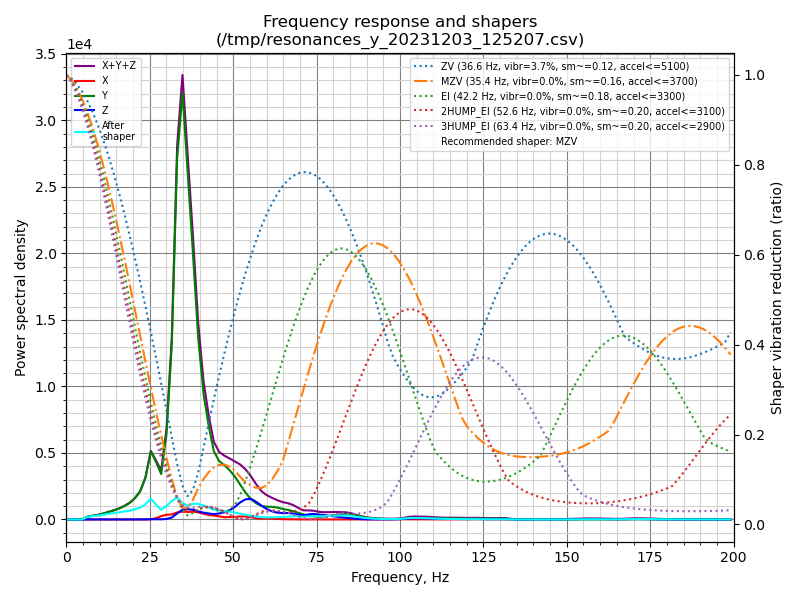 Frequency response and shapers
(/tmp/resonances_y_20231203_125207.csv)
1e4
3.5
3.0
2.5
2.0
1.5
1.0
0.5
0.0
Power spectral density
X+Y+Z
X
Y
Z
After
shaper
ZV (36.6 Hz, vibr=3.7%, sm~=0.12, accel<=5100)
MZV (35.4 Hz, vibr=0.0%, sm~=0.16, accel<=3700)
EI (42.2 Hz, vibr=0.0%, sm~=0.18, accel<=3300)
2HUMP_EI (52.6 Hz, vibr=0.0%, sm~=0.20, accel<=3100)
3HUMP_EI (63.4 Hz, vibr=0.0%, sm~=0.20, accel<=2900)
Recommended shaper: MZV
1.0
0.8
0.6
0.4
0.2
0.0
Shaper vibration reduction (ratio)
0 25 50 75 100 125 150 175 200
Frequency, Hz